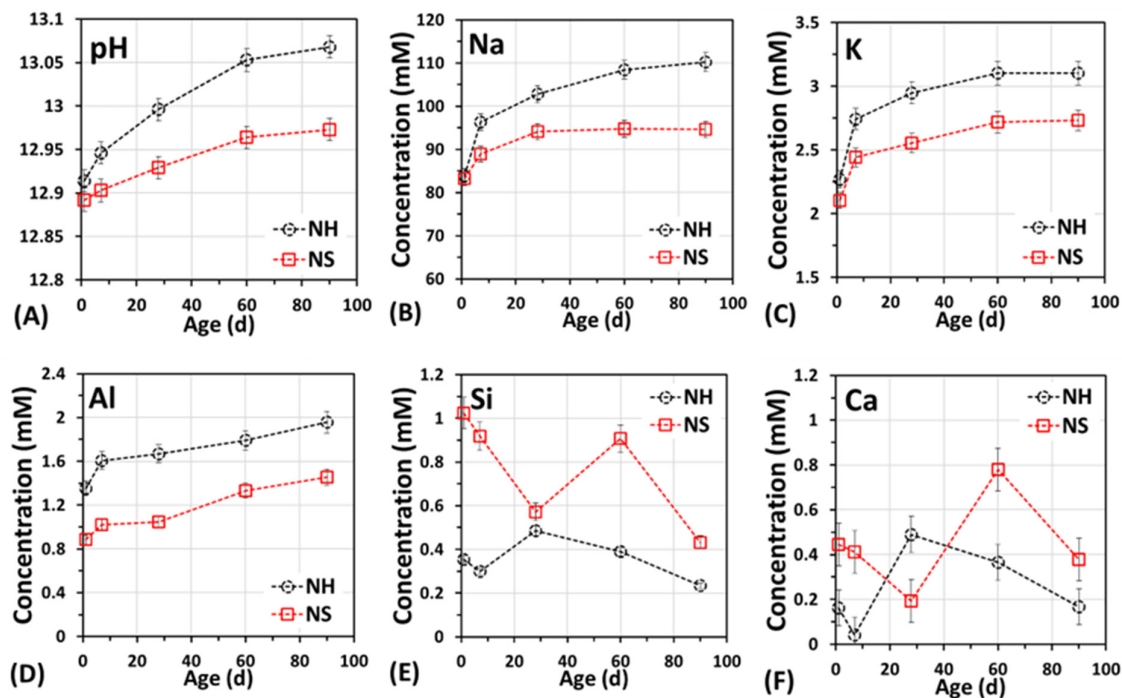 pH
13.1
13.05
13
12.95
12.9
12.85
12.8
0 20 40 60 80 100
Age (d)
NH
NS
(A)
Na
Concentration (mM)
120
110
100
90
80
70
60
0 20 40 60 80 100
Age (d)
NH
NS
(B)
K
Concentration (mM)
3.5
3
2.5
2
1.5
0 20 40 60 80 100
Age (d)
NH
NS
(C)
Al
Concentration (mM)
2.4
2
1.6
1.2
0.8
0.4
0
0 20 40 60 80 100
Age (d)
NH
NS
(D)
Si
Concentration (mM)
1.2
1
0.8
0.6
0.4
0.2
0
0 20 40 60 80 100
Age (d)
NH
NS
(E)
Ca
Concentration (mM)
1.2
1
0.8
0.6
0.4
0.2
0
0 20 40 60 80 100
Age (d)
NH
NS
(F)